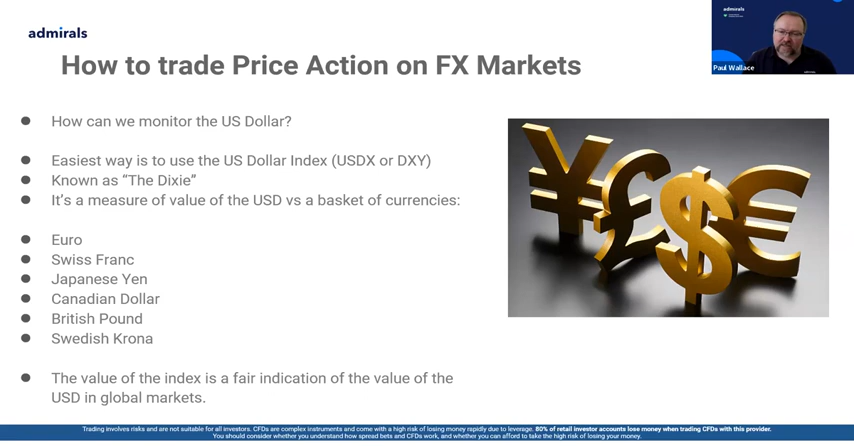 admirals
How to trade Price Action on FX Markets
admirals
Paul Wallace
How can we monitor the US Dollar?
Easiest way is to use the US Dollar Index (USDX or DXY)
Known as “The Dixie”
It’s a measure of value of the USD vs a basket of currencies:
Euro
Swiss Franc
Japanese Yen
Canadian Dollar
British Pound
Swedish Krona
The value of the index is a fair indication of the value of the
USD in global markets.
Trading involves risks and are not suitable for all investors. CFDs are complex instruments and come with a high risk of losing money rapidly due to leverage. 80% of retail investor accounts lose money when trading CFDs with this provider.
You should consider whether you understand how spread bets and CFDs work, and whether you can afford to take the high risk of losing your money.